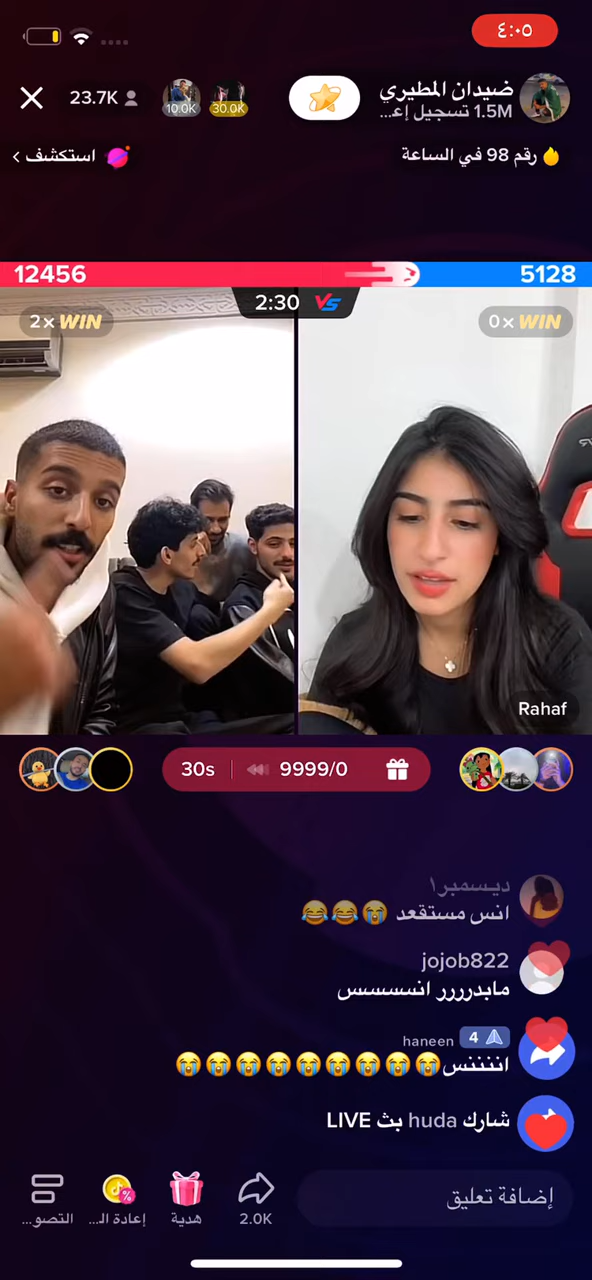 ٤:٠٥
ضيدان المطيري
1.5M تسجيل إع...
10.0K
30.0K
23.7K
رقم 98 في الساعة
استكشف
12456
5128
2:30
VS
2x WIN
0x WIN
Rahaf
30s
9999/0
ديسمبر١
انس مستقعد 😭😂😂
jojob822
مابدرررر انسسسس
haneen 4
اننننس😭😭😭😭😭😭😭😭😭
شارك huda بث LIVE
إضافة تعليق
2.0K
هدية
إعادة الـ...
التصو...